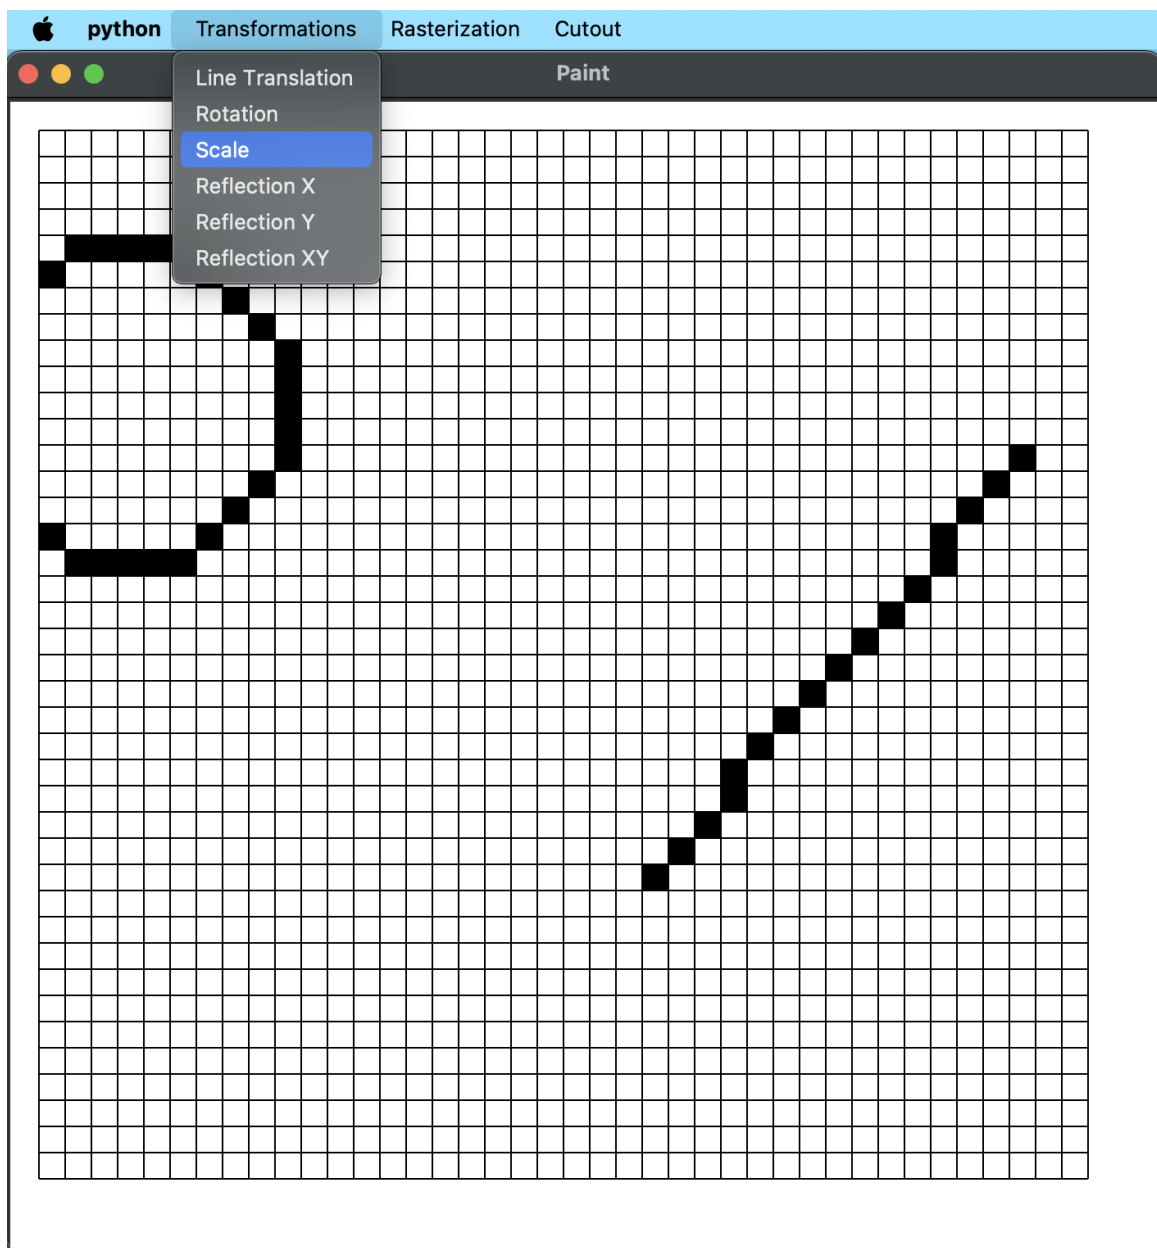 python Transformations Rasterization Cutout
Paint
Line Translation
Rotation
Scale
Reflection X
Reflection Y
Reflection XY